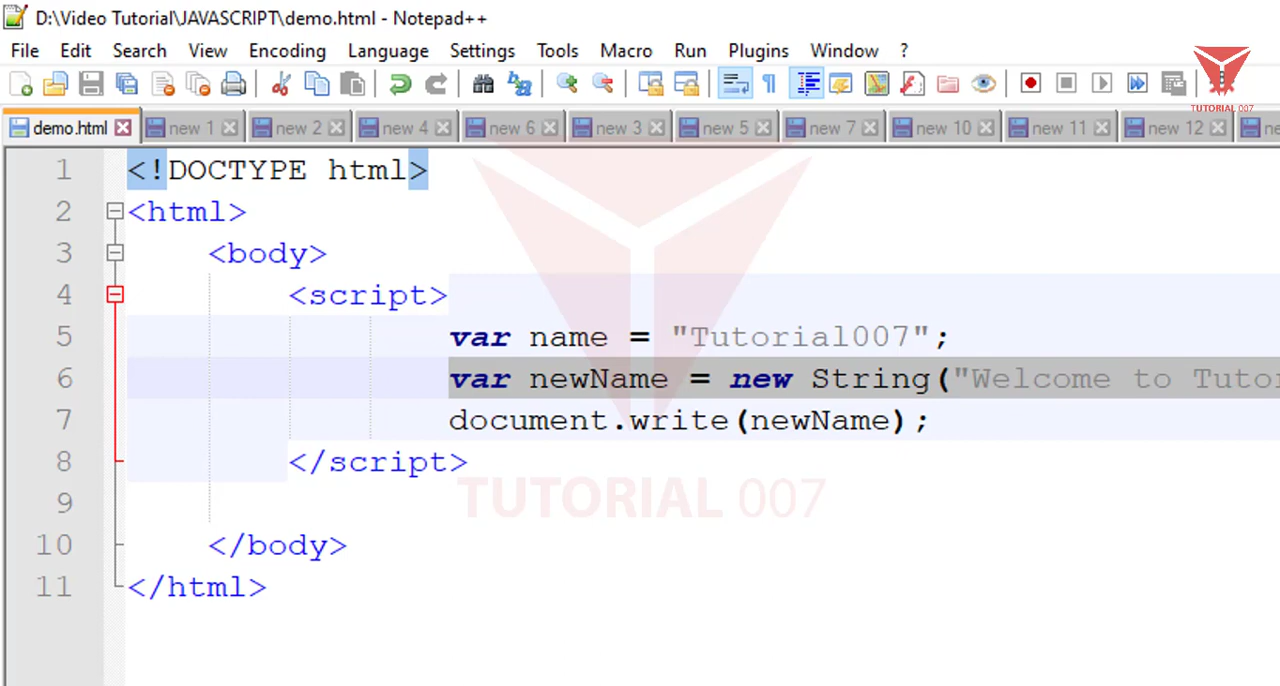 D:\Video Tutorial\JAVASCRIPT\demo.html - Notepad++
File Edit Search View Encoding Language Settings Tools Macro Run Plugins Window ?
TUTORIAL 007
demo.html new 1 new 2 new 4 new 6 new 3 new 5 new 7 new 10 new 11 new 12 ne
1 <!DOCTYPE html>
2 <html>
3 <body>
4 <script>
5 var name = "Tutorial007";
6 var newName = new String("Welcome to Tuto
7 document.write(newName);
8 </script>
TUTORIAL 007
9
10 </body>
11 </html>